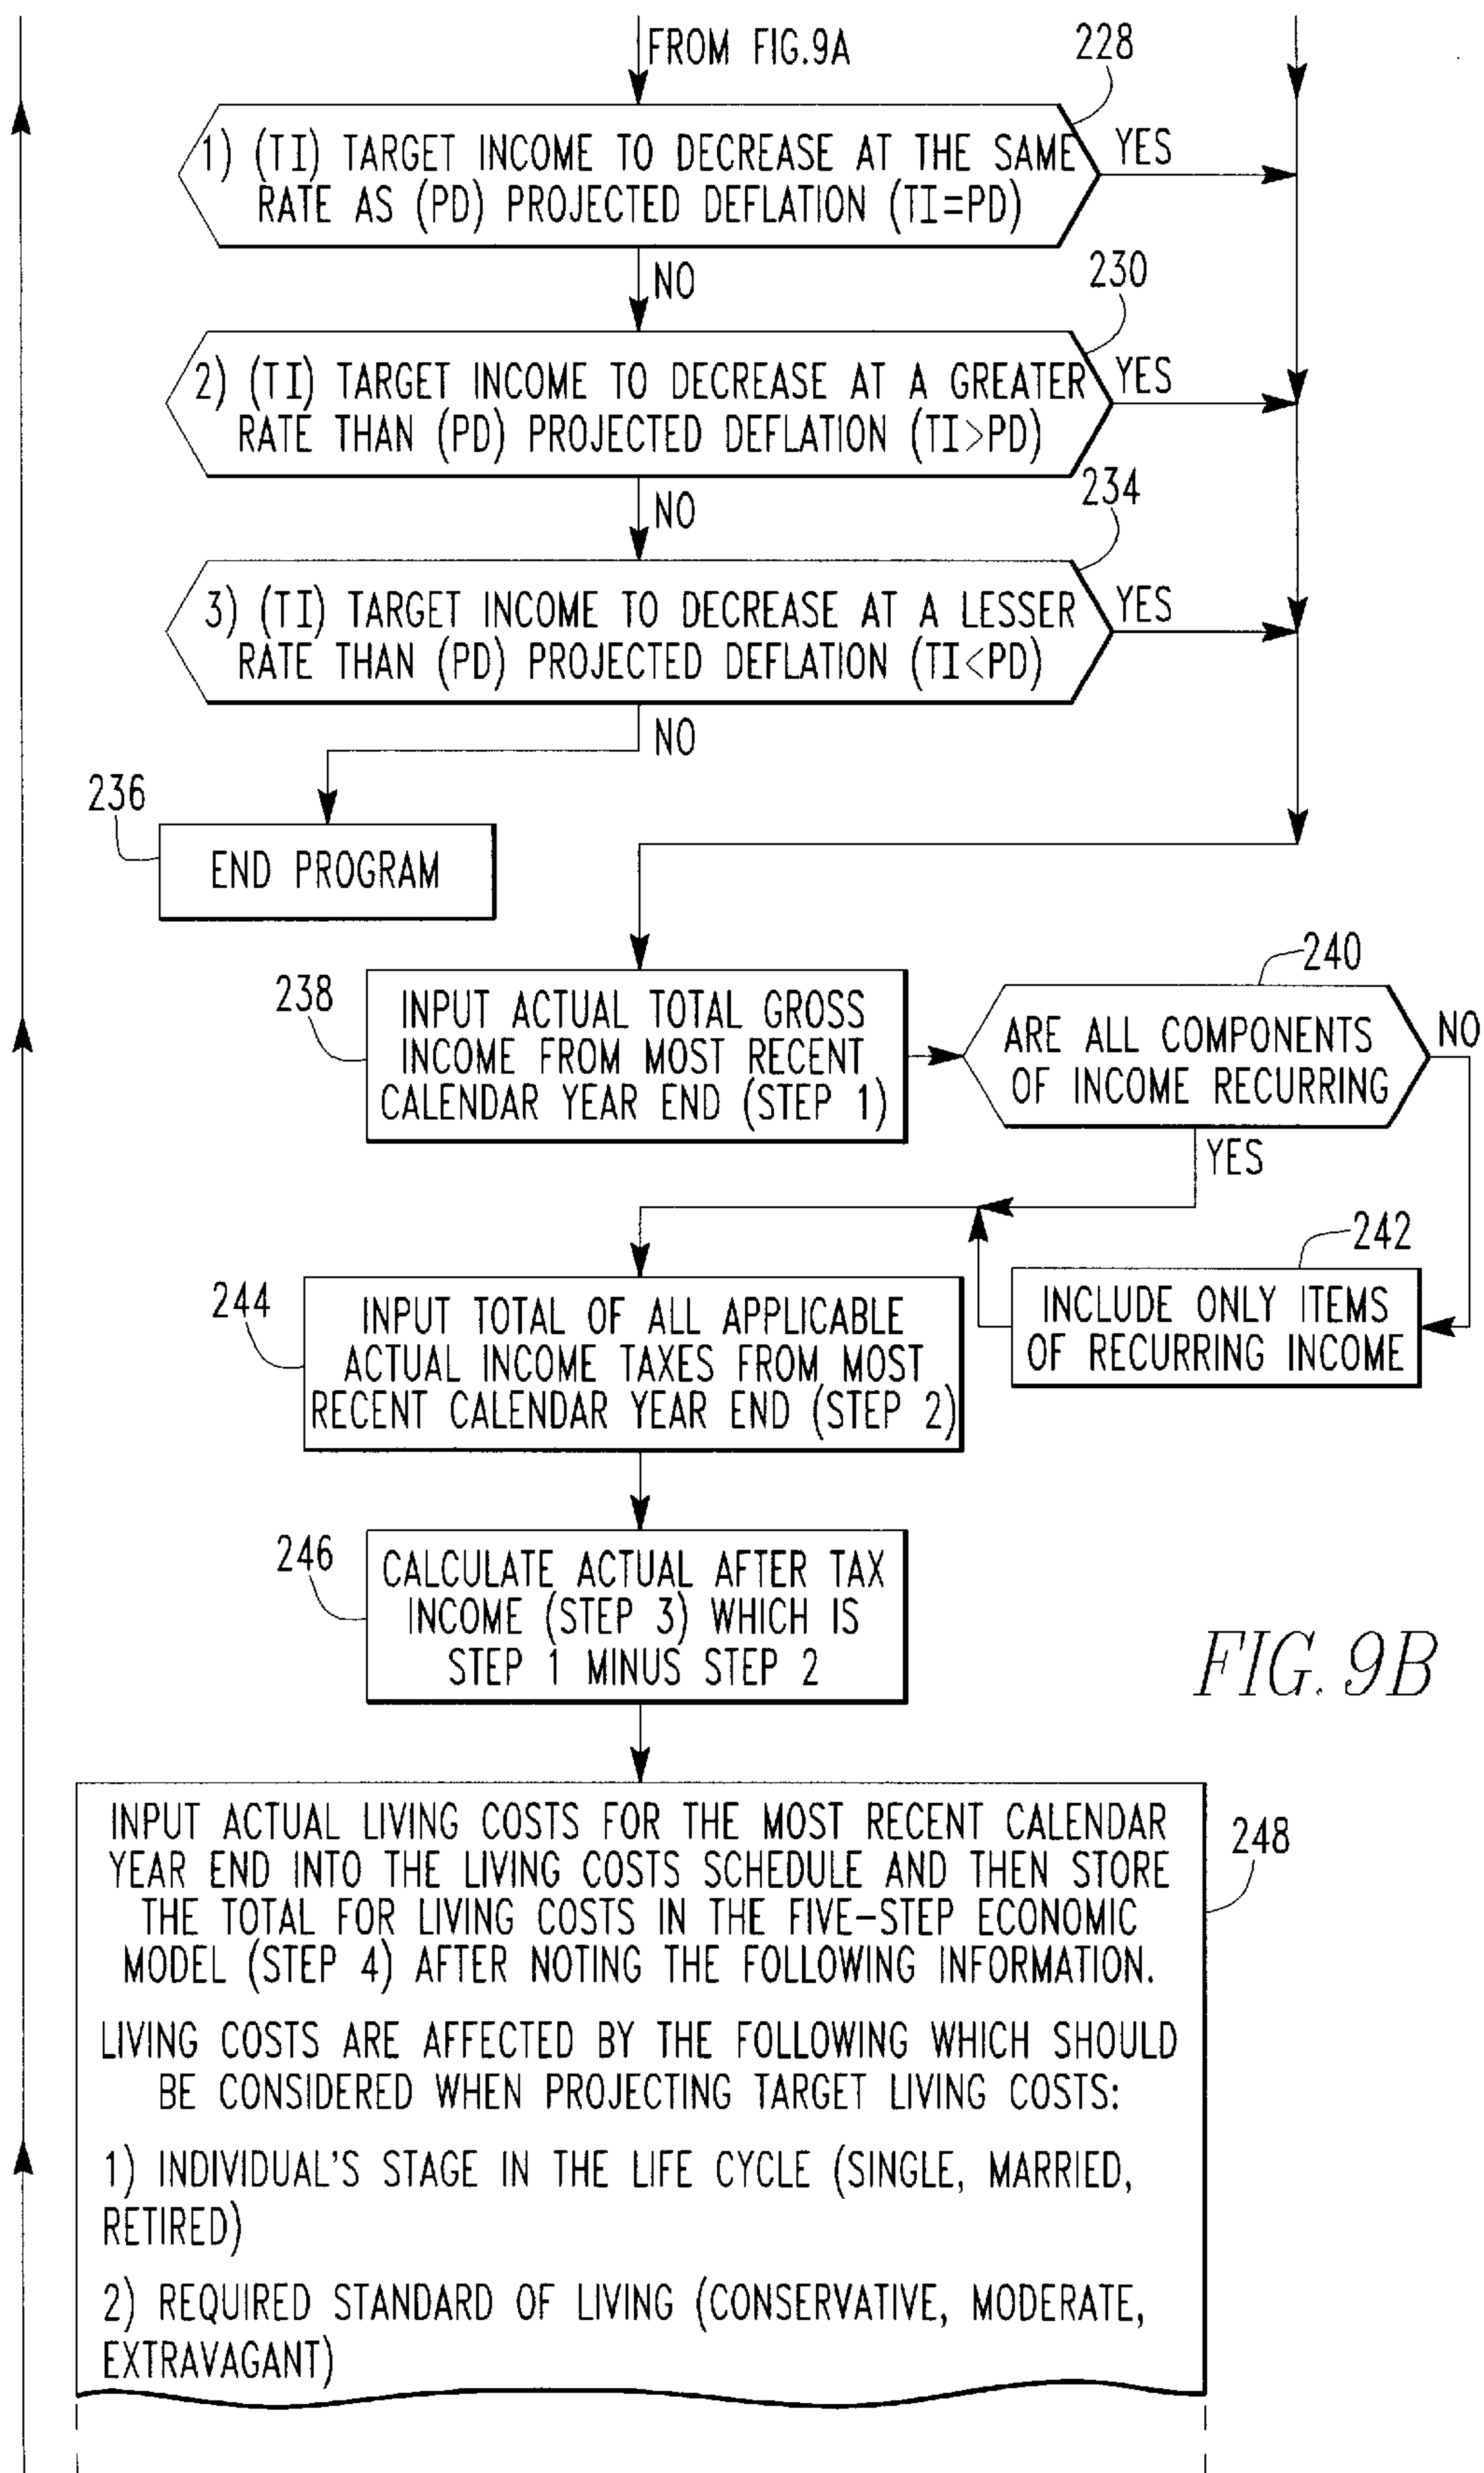 FROM FIG.9A
228
1) (TI) TARGET INCOME TO DECREASE AT THE SAME
RATE AS (PD) PROJECTED DEFLATION (TI=PD)
YES
NO
230
2) (TI) TARGET INCOME TO DECREASE AT A GREATER
RATE THAN (PD) PROJECTED DEFLATION (TI>PD)
YES
NO
234
3) (TI) TARGET INCOME TO DECREASE AT A LESSER
RATE THAN (PD) PROJECTED DEFLATION (TI<PD)
YES
NO
236
END PROGRAM
238
INPUT ACTUAL TOTAL GROSS
INCOME FROM MOST RECENT
CALENDAR YEAR END (STEP 1)
240
ARE ALL COMPONENTS
OF INCOME RECURRING
NO
YES
242
INCLUDE ONLY ITEMS
OF RECURRING INCOME
244
INPUT TOTAL OF ALL APPLICABLE
ACTUAL INCOME TAXES FROM MOST
RECENT CALENDAR YEAR END (STEP 2)
246
CALCULATE ACTUAL AFTER TAX
INCOME (STEP 3) WHICH IS
STEP 1 MINUS STEP 2
FIG. 9B
248
INPUT ACTUAL LIVING COSTS FOR THE MOST RECENT CALENDAR
YEAR END INTO THE LIVING COSTS SCHEDULE AND THEN STORE
THE TOTAL FOR LIVING COSTS IN THE FIVE-STEP ECONOMIC
MODEL (STEP 4) AFTER NOTING THE FOLLOWING INFORMATION.
LIVING COSTS ARE AFFECTED BY THE FOLLOWING WHICH SHOULD
BE CONSIDERED WHEN PROJECTING TARGET LIVING COSTS:
1) INDIVIDUAL'S STAGE IN THE LIFE CYCLE (SINGLE, MARRIED,
RETIRED)
2) REQUIRED STANDARD OF LIVING (CONSERVATIVE, MODERATE,
EXTRAVAGANT)